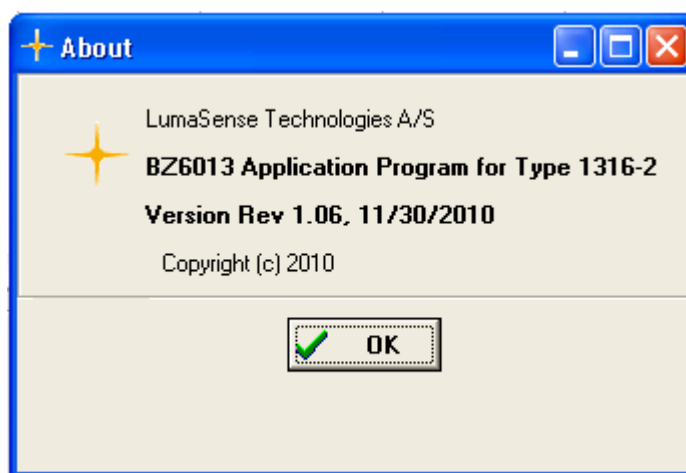 About
LumaSense Technologies A/S
BZ6013 Application Program for Type 1316-2
Version Rev 1.06, 11/30/2010
Copyright (c) 2010
OK